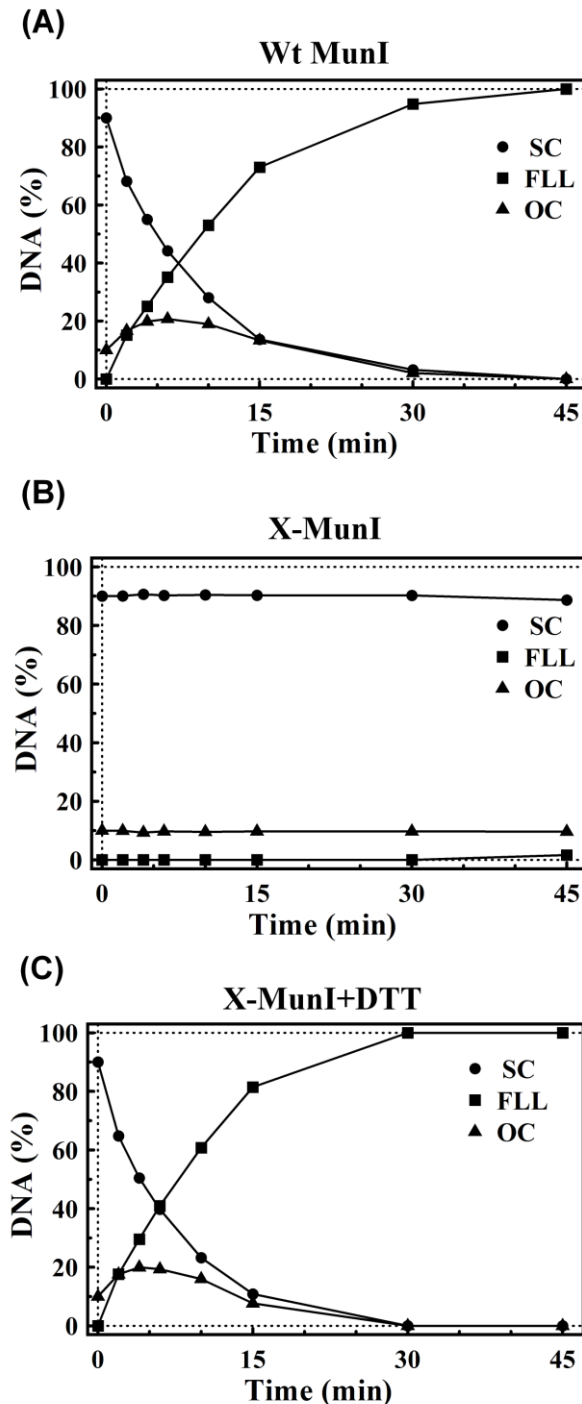 (A)
Wt MunI
100
80
60
40
20
0
DNA (%)
SC
FLL
OC
0 15 30 45
Time (min)
(B)
X-MunI
100
80
60
40
20
0
DNA (%)
SC
FLL
OC
0 15 30 45
Time (min)
(C)
X-MunI+DTT
100
80
60
40
20
0
DNA (%)
SC
FLL
OC
0 15 30 45
Time (min)